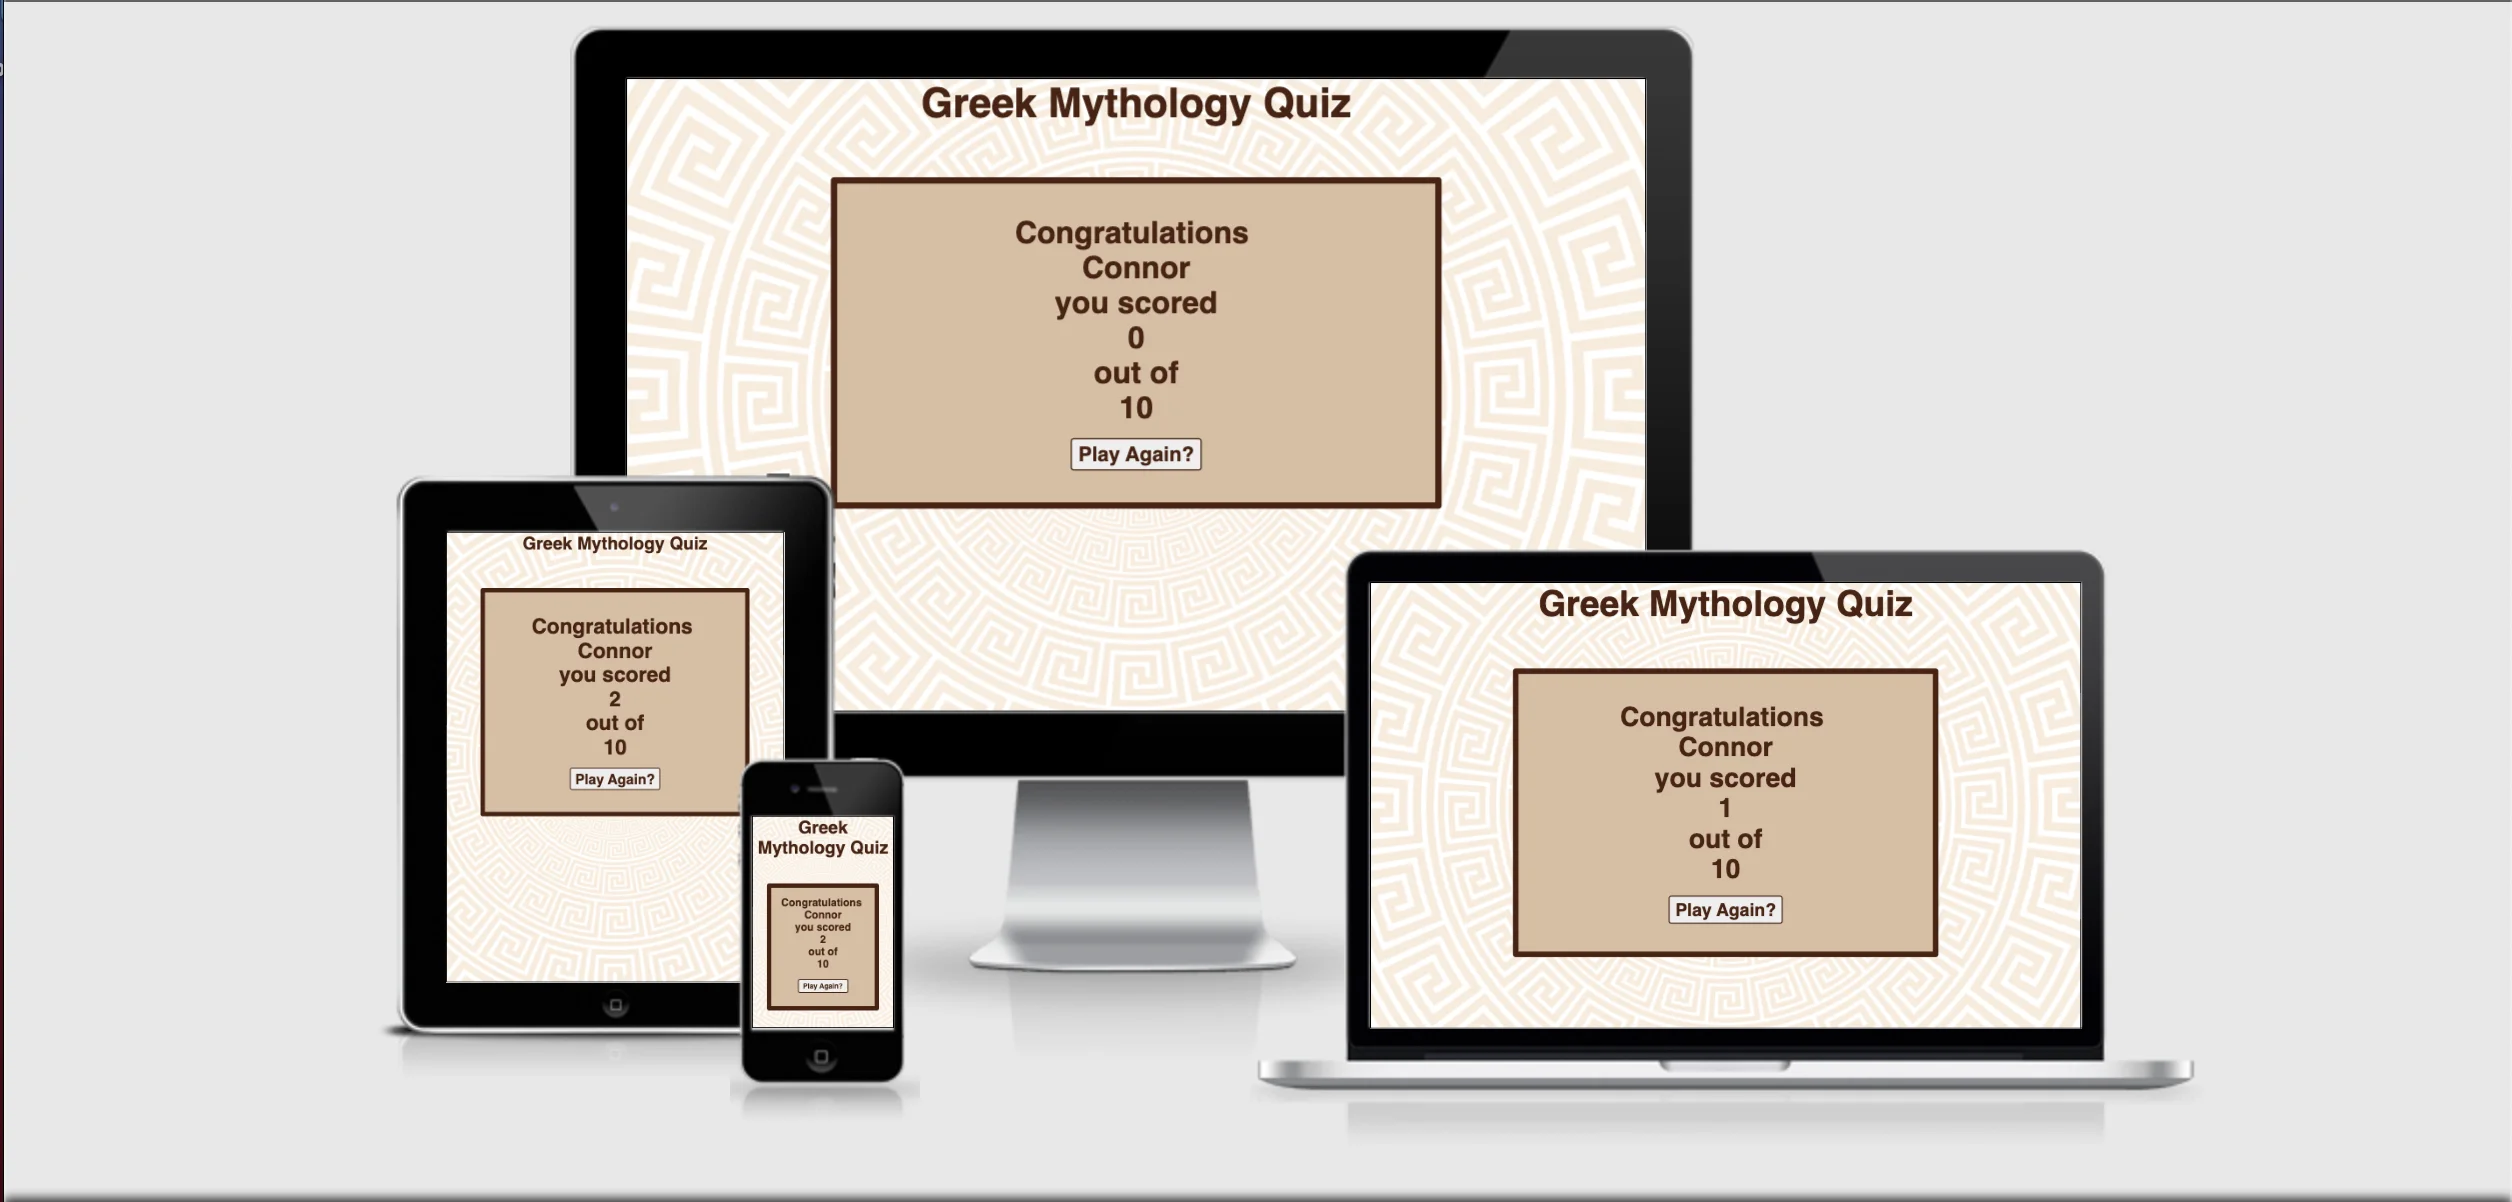 Greek Mythology Quiz
Congratulations
Connor
you scored
0
out of
10
Play Again?
Greek Mythology Quiz
Congratulations
Connor
you scored
2
out of
10
Play Again?
Greek
Mythology Quiz
Congratulations
Connor
you scored
2
out of
10
Play Again?
Greek Mythology Quiz
Congratulations
Connor
you scored
1
out of
10
Play Again?